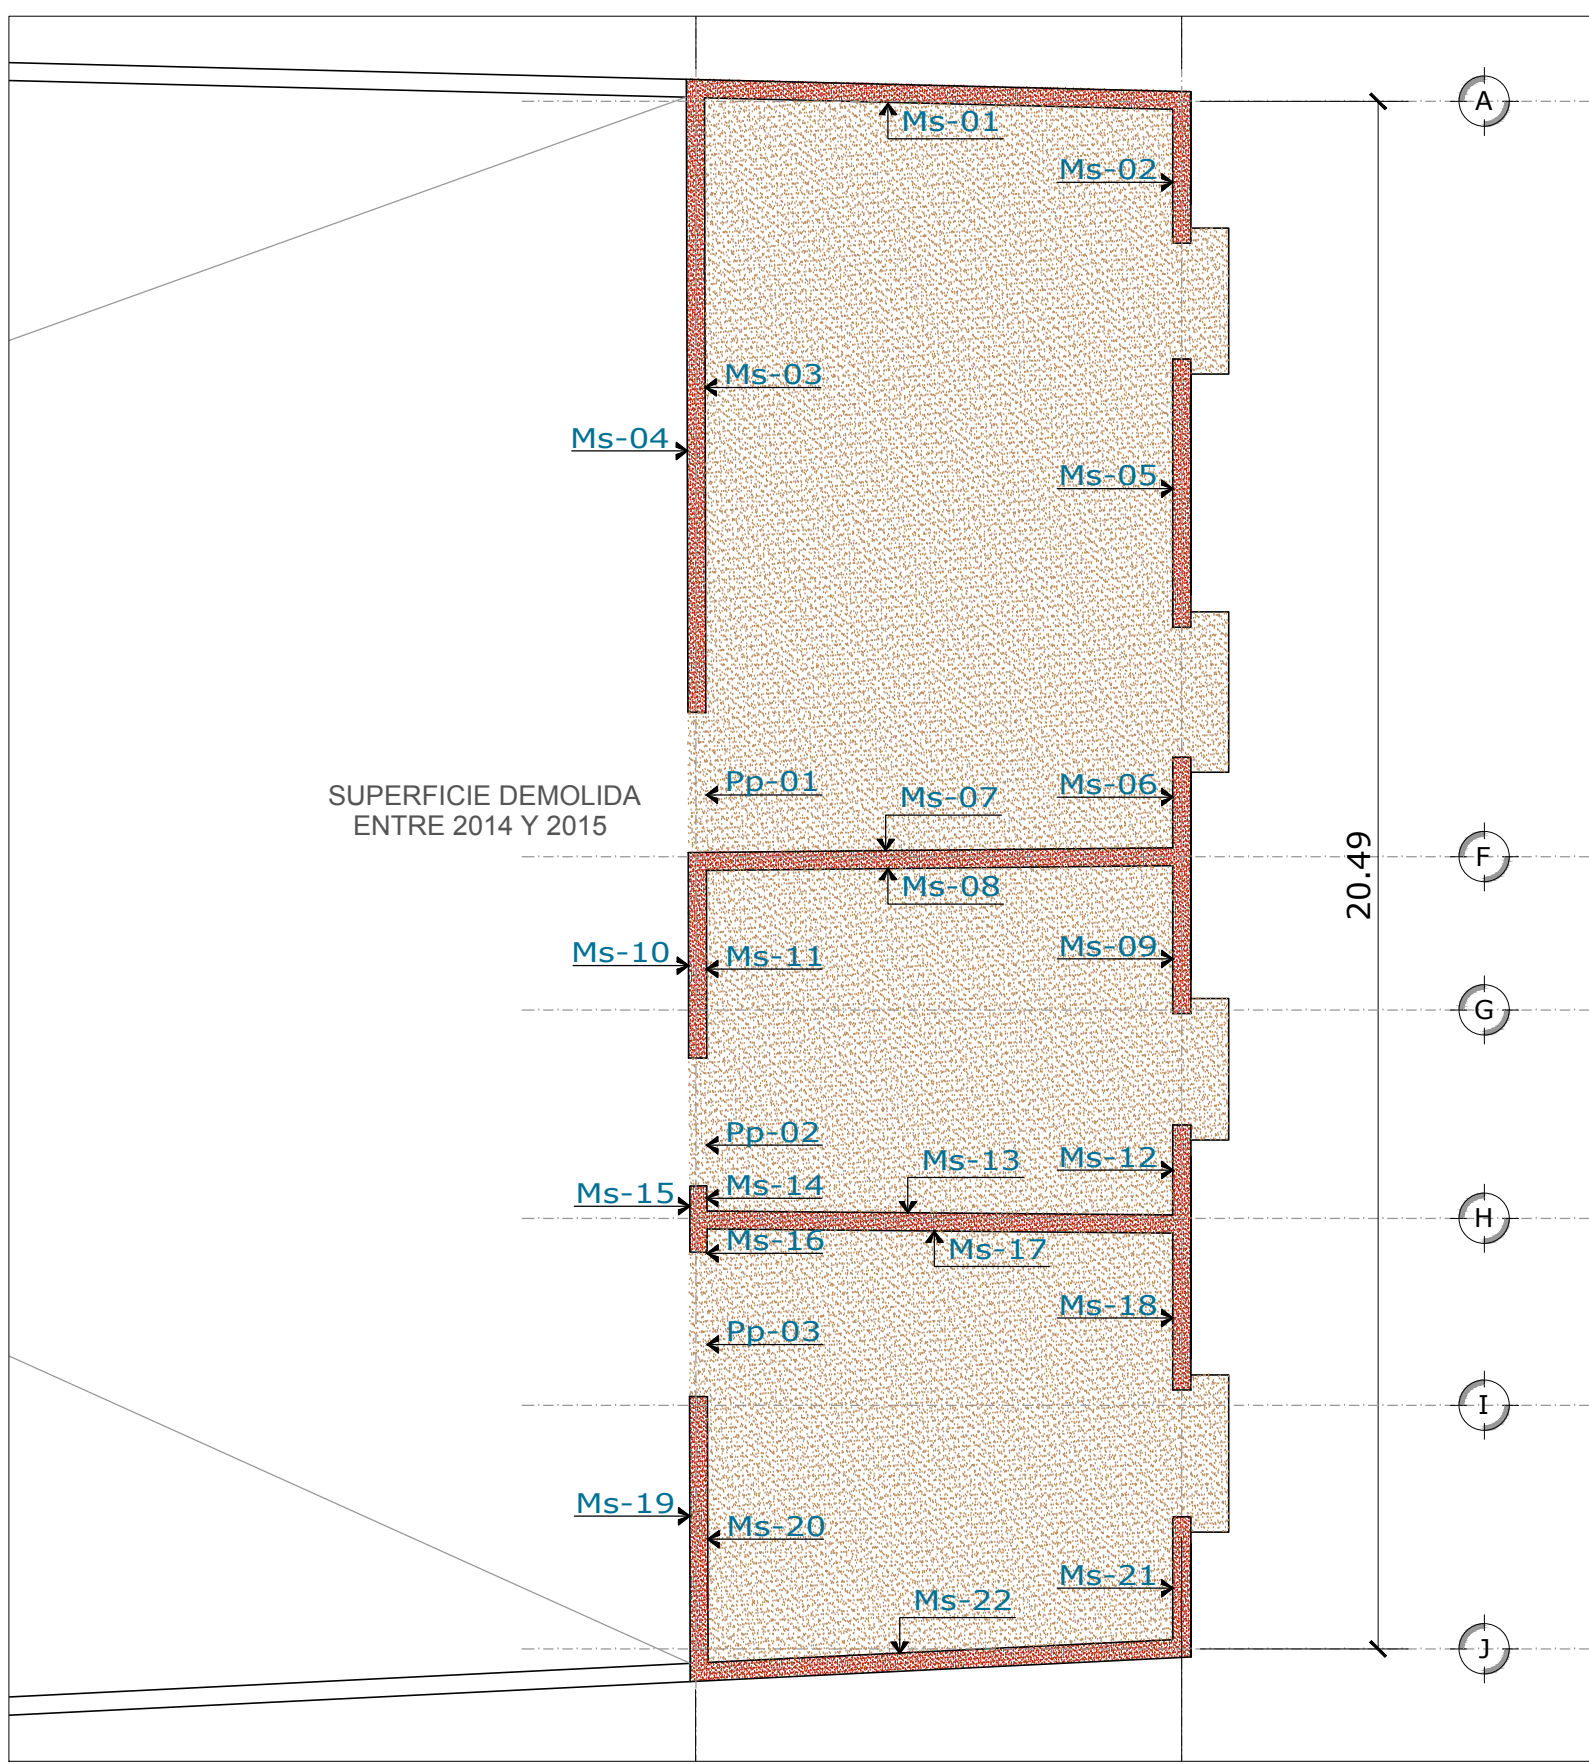 A
Ms-01
Ms-02
Ms-03
Ms-04
Ms-05
SUPERFICIE DEMOLIDA
ENTRE 2014 Y 2015
Pp-01
Ms-07
Ms-06
20.49
F
Ms-08
Ms-10
Ms-11
Ms-09
G
Pp-02
Ms-13
Ms-12
Ms-15
Ms-14
H
Ms-16
Ms-17
Ms-18
Pp-03
I
Ms-19
Ms-20
Ms-21
Ms-22
J